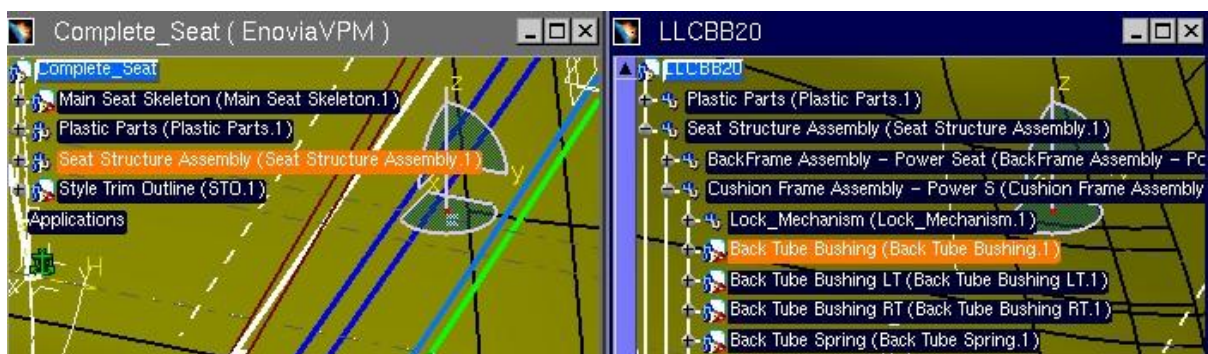 Complete_Seat ( EnoviaVPM )
Complete_Seat
Main Seat Skeleton (Main Seat Skeleton.1)
Plastic Parts (Plastic Parts.1)
Seat Structure Assembly (Seat Structure Assembly.1)
Style Trim Outline (STO.1)
Applications
z
y
x
H
y
x
LLCBB20
LLCBB20
Plastic Parts (Plastic Parts.1)
Seat Structure Assembly (Seat Structure Assembly.1)
BackFrame Assembly – Power Seat (BackFrame Assembly – Po
Cushion Frame Assembly – Power S (Cushion Frame Assembly
Lock_Mechanism (Lock_Mechanism.1)
Back Tube Bushing (Back Tube Bushing.1)
Back Tube Bushing LT (Back Tube Bushing LT.1)
Back Tube Bushing RT (Back Tube Bushing RT.1)
Back Tube Spring (Back Tube Spring.1)
z